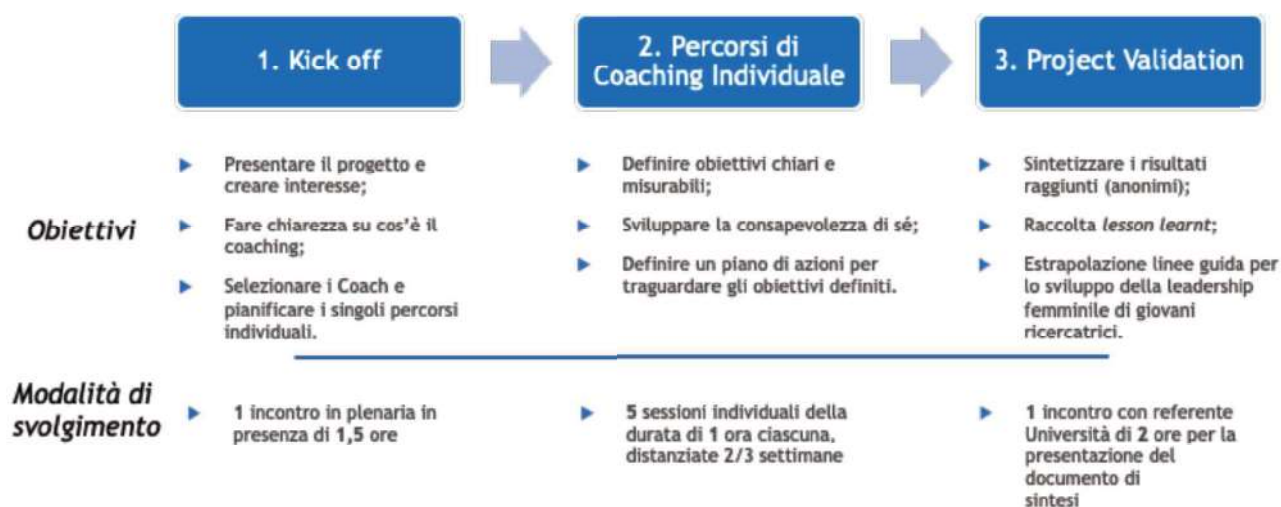 1. Kick off
2. Percorsi di
Coaching Individuale
3. Project Validation
Obiettivi
Presentare il progetto e
creare interesse;
Fare chiarezza su cos'è il
coaching;
Selezionare i Coach e
pianificare i singoli percorsi
individuali.
Definire obiettivi chiari e
misurabili;
Sviluppare la consapevolezza di sé;
Definire un piano di azioni per
traguardare gli obiettivi definiti.
Sintetizzare i risultati
raggiunti (anonimi);
Raccolta lesson learnt;
Estrapolazione linee guida per
lo sviluppo della leadership
femminile di giovani
ricercatrici.
Modalità di
svolgimento
1 incontro in plenaria in
presenza di 1,5 ore
5 sessioni individuali della
durata di 1 ora ciascuna,
distanziate 2/3 settimane
1 incontro con referente
Università di 2 ore per la
presentazione del
documento di
sintesi